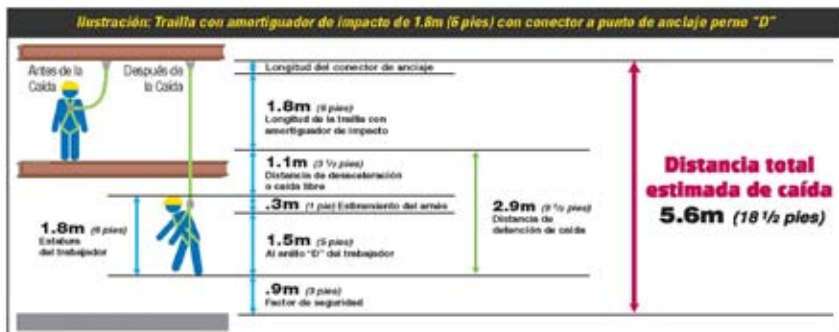 Ilustración: Trailla con amortiguador de impacto de 1.8m (6 pies) con conector a punto de anclaje perno "D"
Antes de la
Caída
Después de
la Caída
Longitud del conector de anclaje
1.8m (6 pies)
Longitud de la trailla con
amortiguador de impacto
1.1m (3 1/2 pies)
Distancia de desaceleración
o caída libre
.3m (1 pie) Estiramiento del arnés
1.8m (6 pies)
Estatura
del trabajador
1.5m (5 pies)
Al anillo "D" del trabajador
2.9m (9 1/2 pies)
Distancia de
detención de caída
.9m (3 pies)
Factor de seguridad
Distancia total
estimada de caída
5.6m (18 1/2 pies)